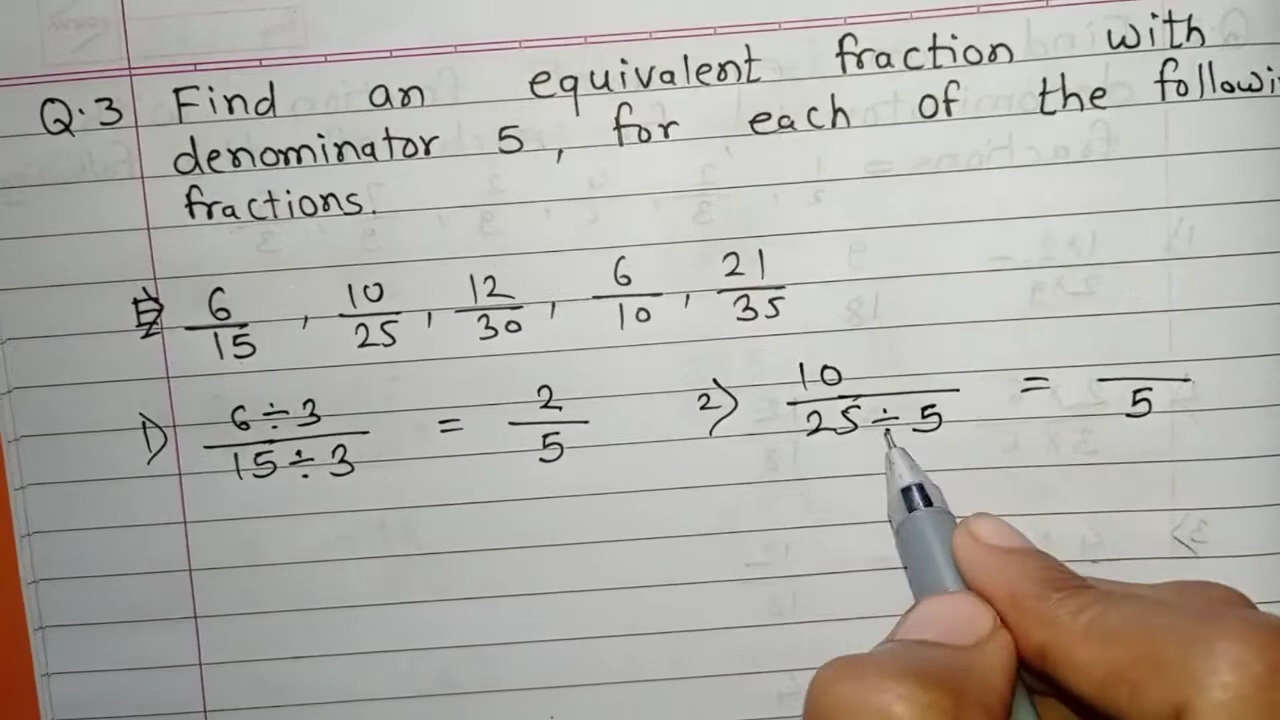 Q.3 Find an equivalent fraction with
denominator 5, for each of the followi
fractions.
6/15, 10/25, 12/30, 6/10, 21/35
1) 6÷3/15÷3 = 2/5 2) 10/25÷5 = /5